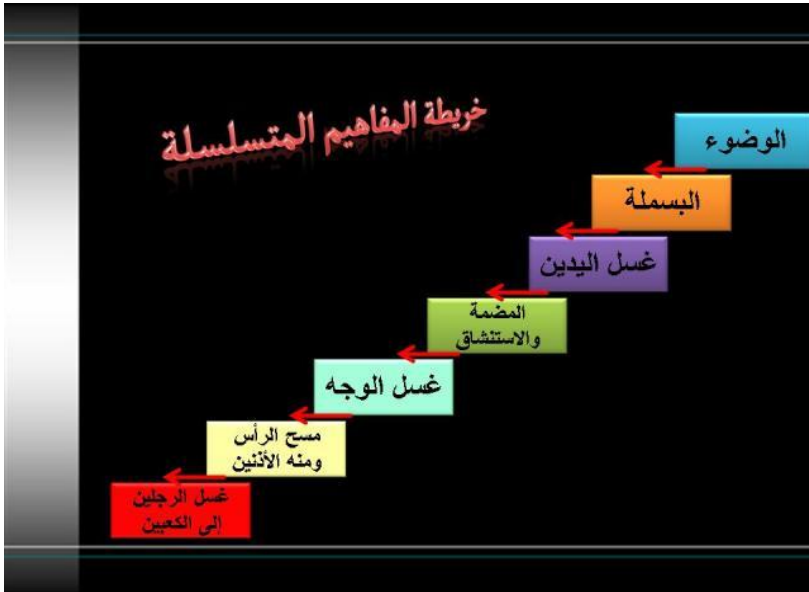 خريطة المفاهيم المتسلسلة
الوضوء
البسملة
غسل اليدين
المضمة
والاستنشاق
غسل الوجه
مسح الرأس
ومنه الأذنين
غسل الرجلين
إلى الكعبين